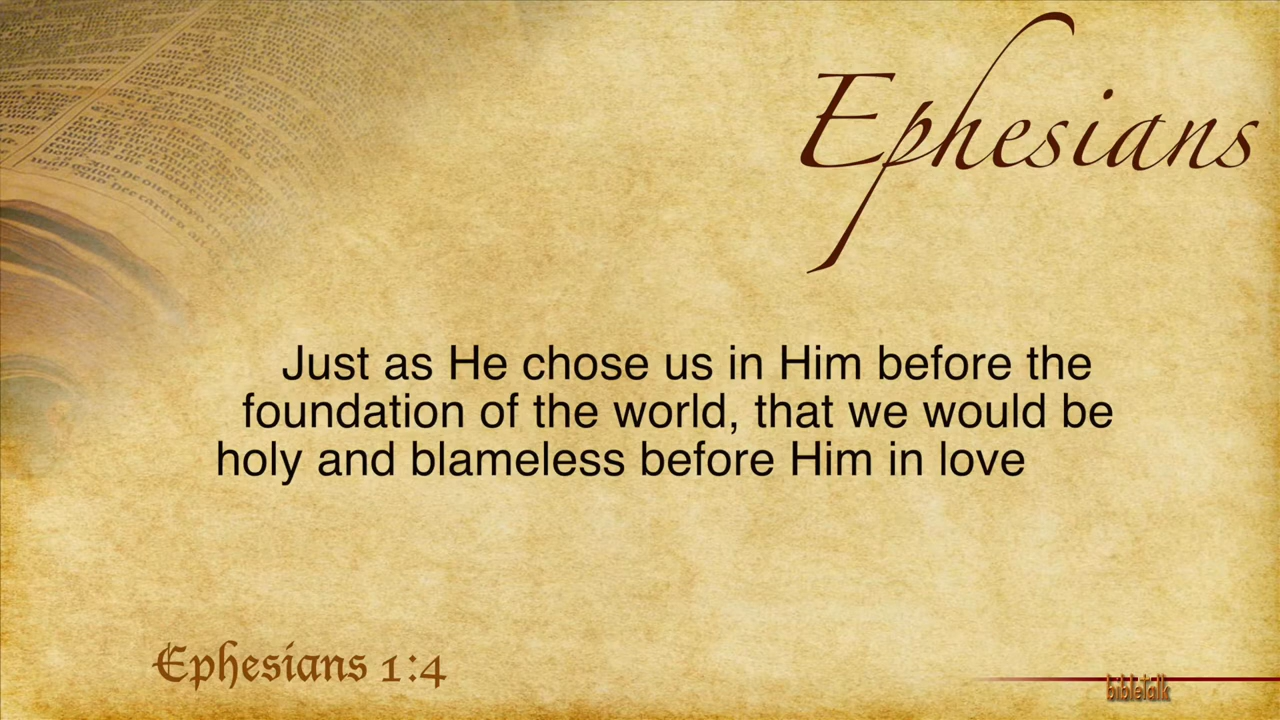 Ephesians
Just as He chose us in Him before the
foundation of the world, that we would be
holy and blameless before Him in love
Ephesians 1:4
bibletalk